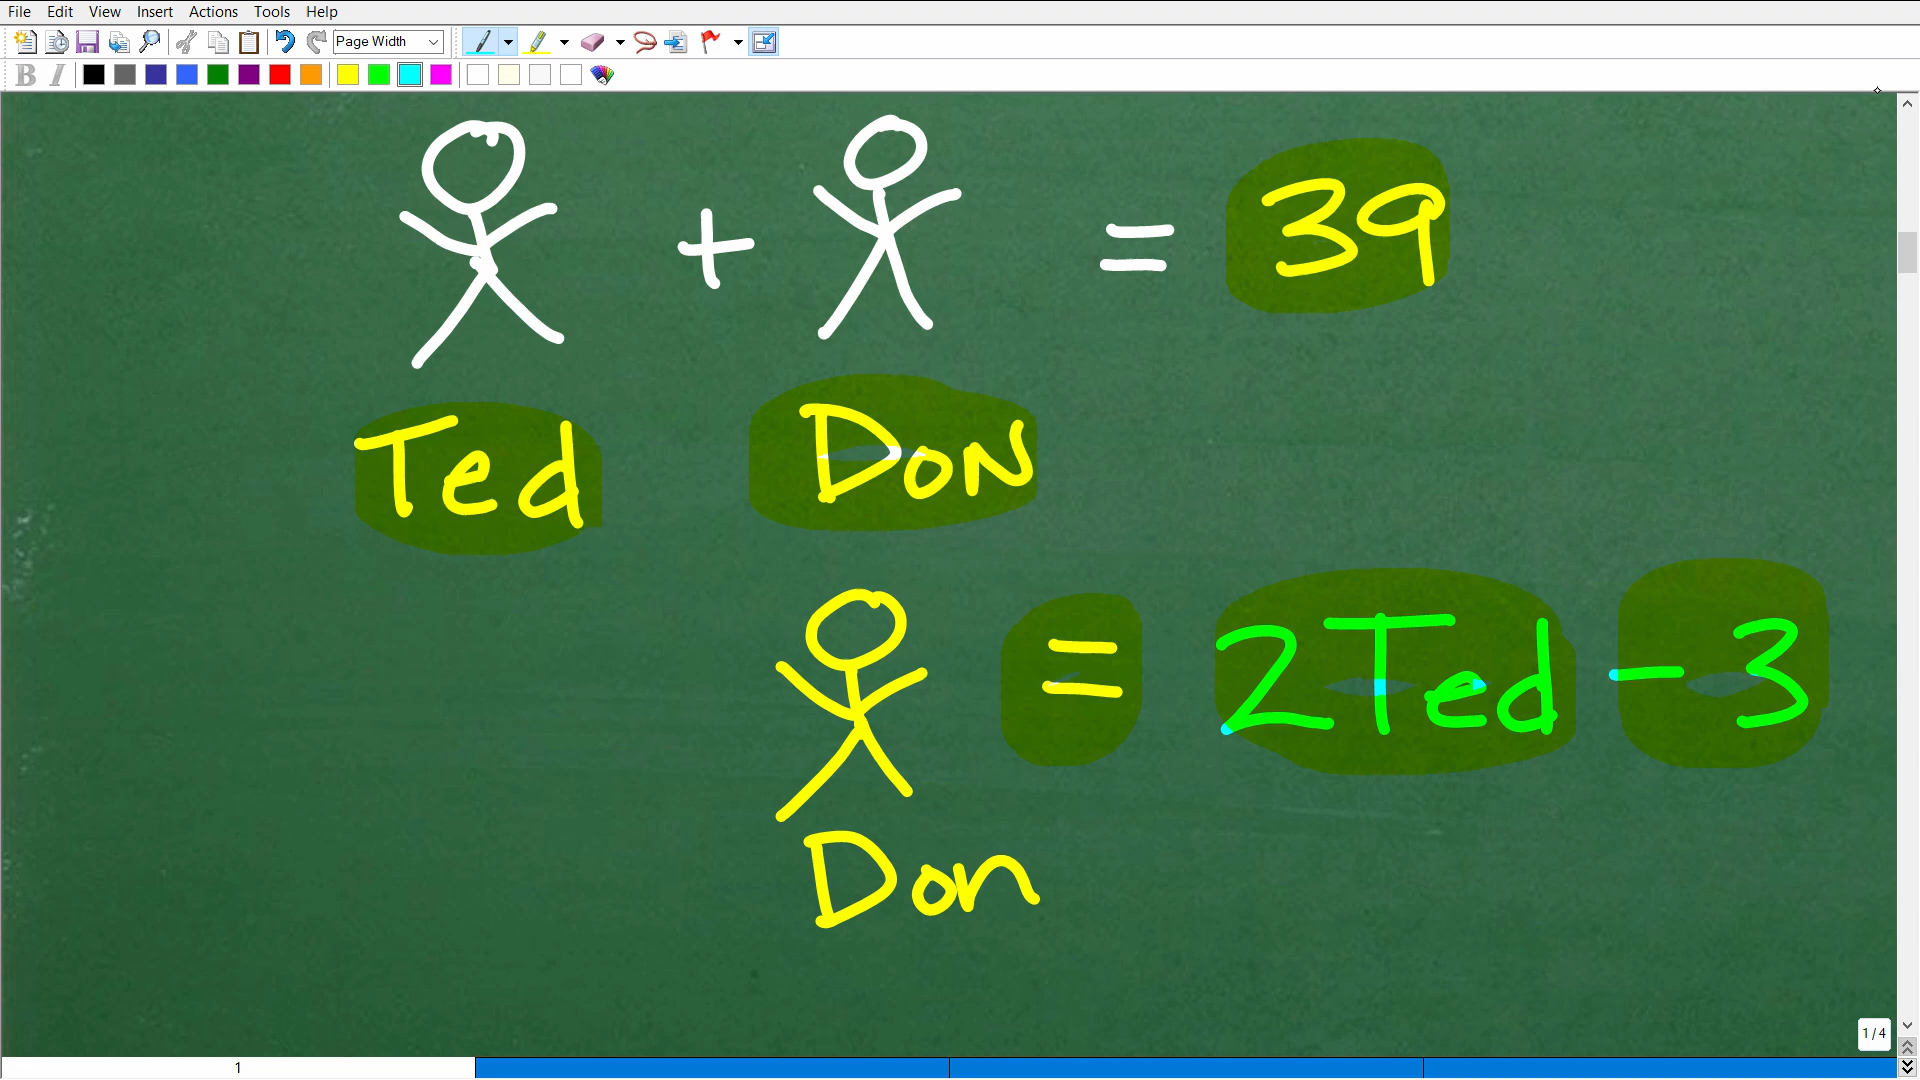 File Edit View Insert Actions Tools Help
Page Width
B I
+ = 39
Ted Don
= 2Ted - 3
Don
1 / 4
1